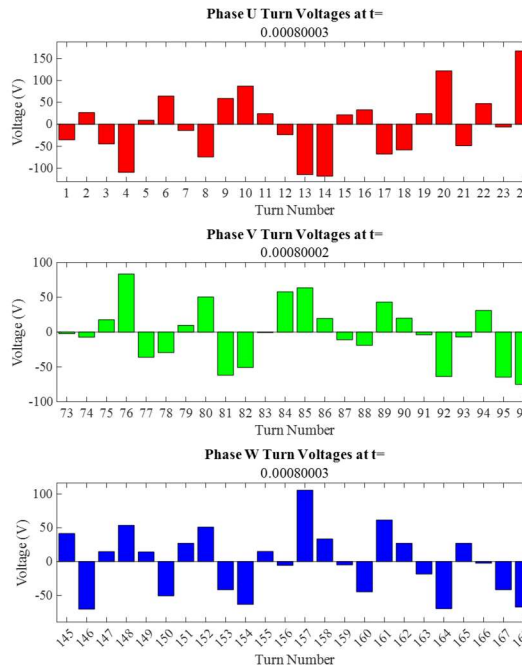 Phase U Turn Voltages at t=
0.00080003
Voltage (V)
150
100
50
0
-50
-100
1 2 3 4 5 6 7 8 9 10 11 12 13 14 15 16 17 18 19 20 21 22 23
Turn Number
Phase V Turn Voltages at t=
0.00080002
Voltage (V)
100
50
0
-50
-100
73 74 75 76 77 78 79 80 81 82 83 84 85 86 87 88 89 90 91 92 93 94 95
Turn Number
Phase W Turn Voltages at t=
0.00080003
Voltage (V)
100
50
0
-50
145 146 147 148 149 150 151 152 153 154 155 156 157 158 159 160 161 162 163 164 165 166 167
Turn Number